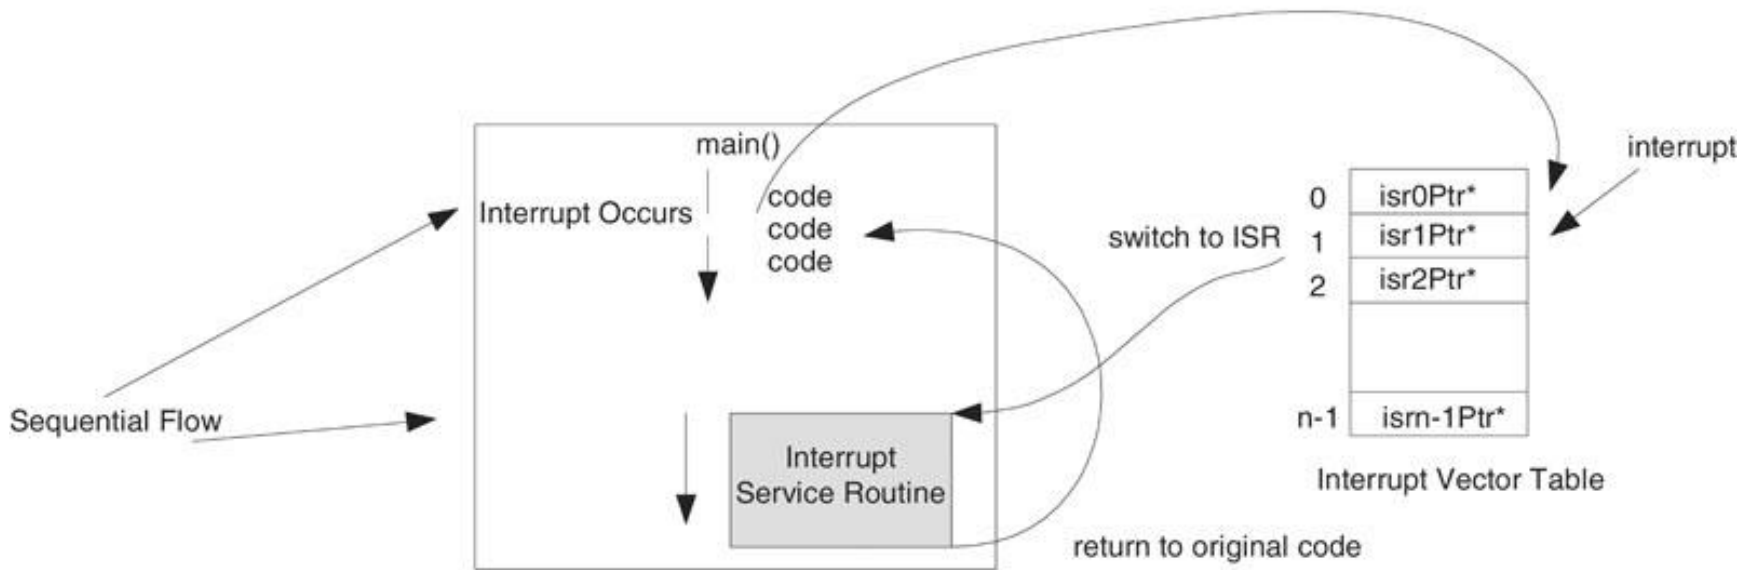 main()
interrupt
code
0
isr0Ptr*
Interrupt Occurs
code
switch to ISR
1
isr1Ptr*
code
2
isr2Ptr*
Sequential Flow
n-1
isrn-1Ptr*
Interrupt
Service Routine
Interrupt Vector Table
return to original code